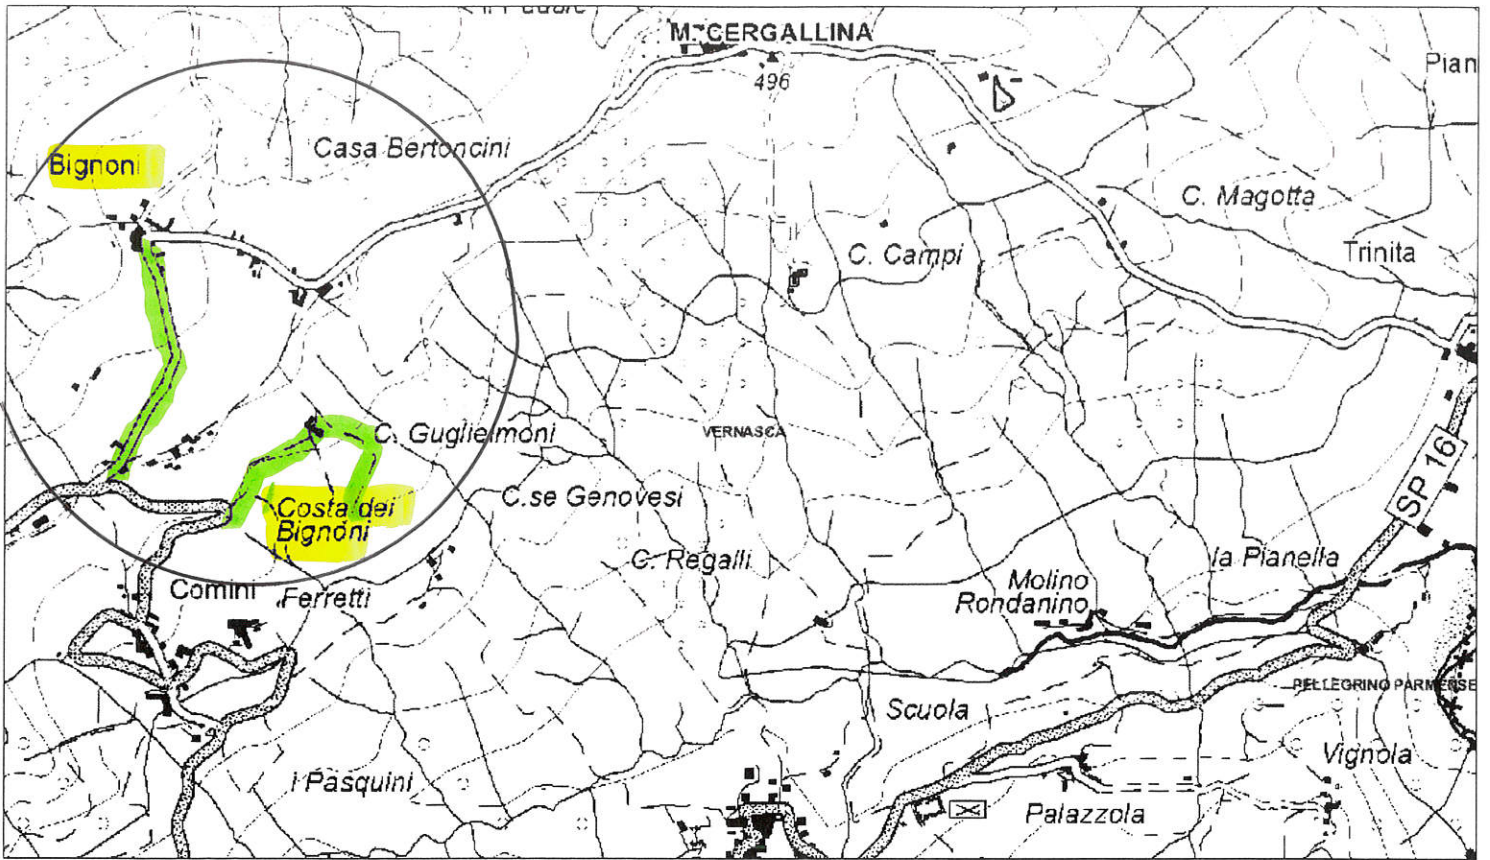 M. CERGALLINA
496
Pian
Casa Bertoncini
Bignoni
C. Magotta
Trinita
C. Campi
C. Guglielmoni
VERNASCA
SP 16
C.se Genovesi
Costa dei
Bignoni
C. Regalli
la Pianella
Molino
Rondanino
Comini
Ferretti
PELLEGRINO PARMENSE
Scuola
Vignola
I Pasquini
Palazzola